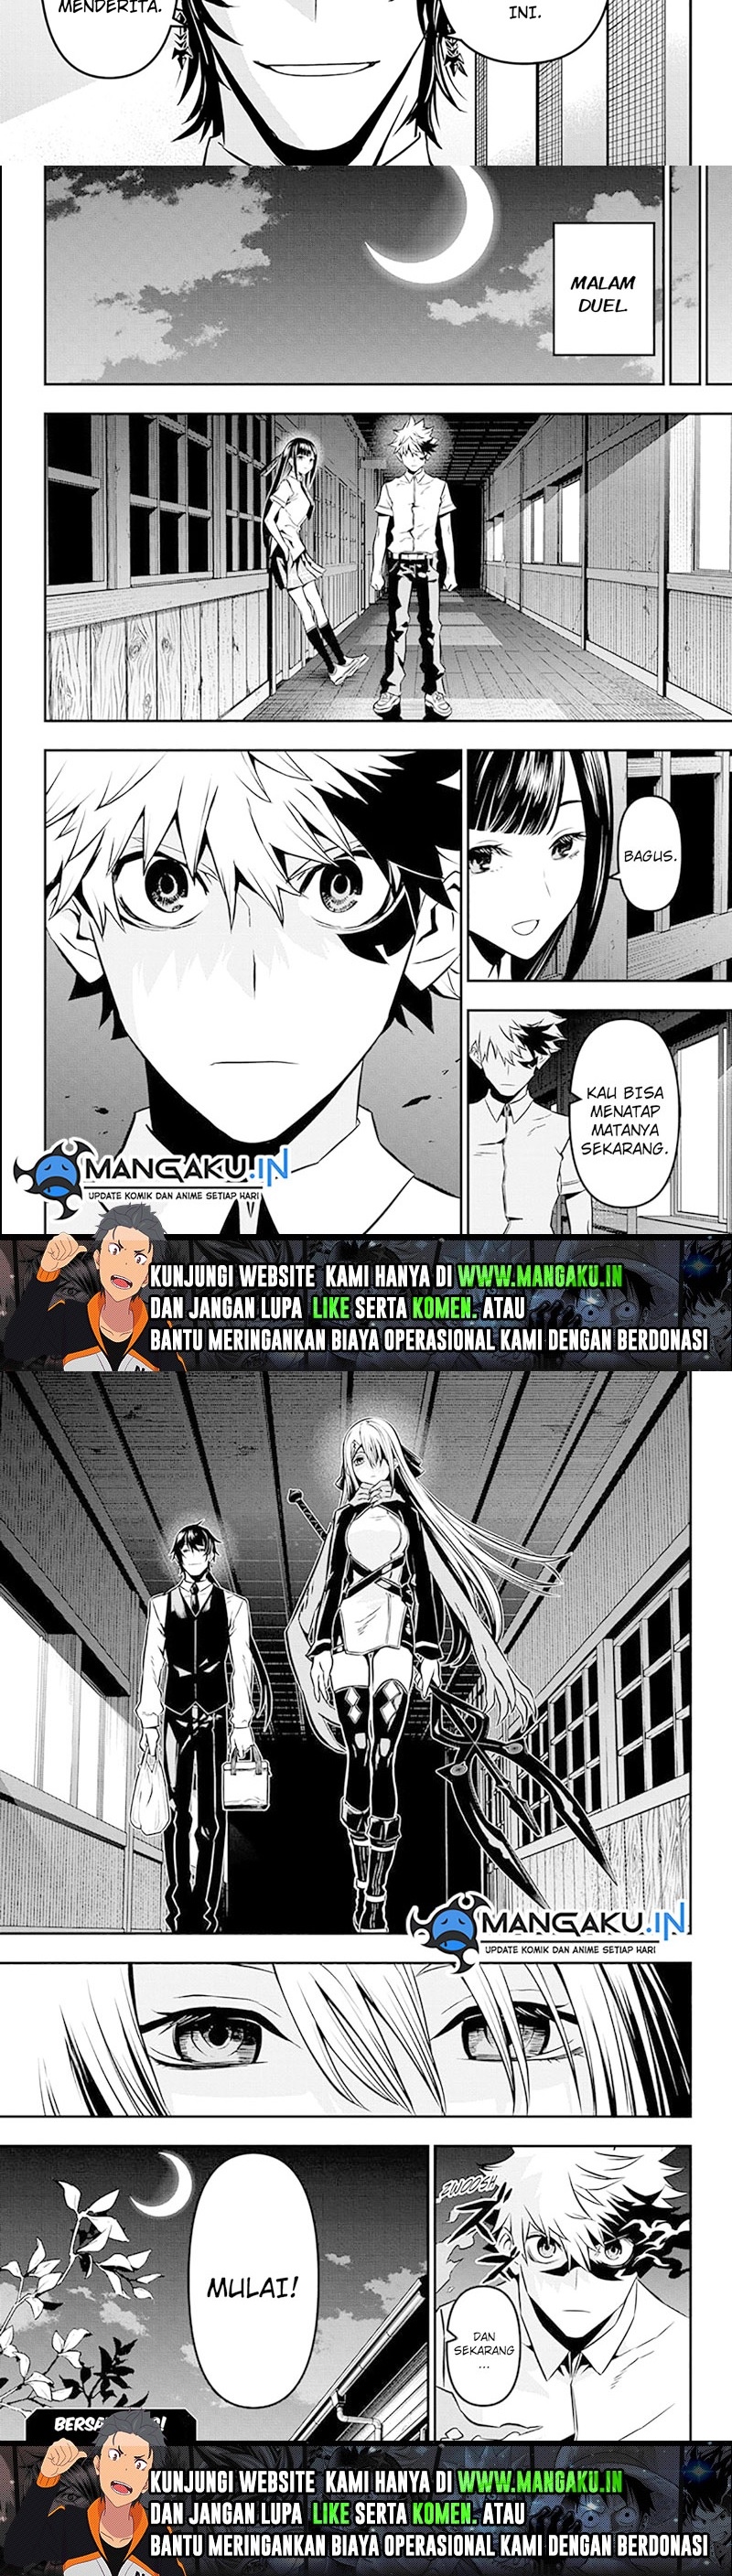 MENDERITA.
INI.
MALAM
DUEL.
BAGUS.
KAU BISA
MENATAP
MATANYA
SEKARANG.
MANGAKU.IN
UPDATE KOMIK DAN ANIME SETIAP HARI
KUNJUNGI WEBSITE KAMI HANYA DI WWW.MANGAKU.IN
DAN JANGAN LUPA LIKE SERTA KOMEN. ATAU
BANTU MERINGANKAN BIAYA OPERASIONAL KAMI DENGAN BERDONASI
MANGAKU.IN
UPDATE KOMIK DAN ANIME SETIAP HARI
ZWOOSH
DAN
SEKARANG
...
MULAI!
KUNJUNGI WEBSITE KAMI HANYA DI WWW.MANGAKU.IN
DAN JANGAN LUPA LIKE SERTA KOMEN. ATAU
BANTU MERINGANKAN BIAYA OPERASIONAL KAMI DENGAN BERDONASI